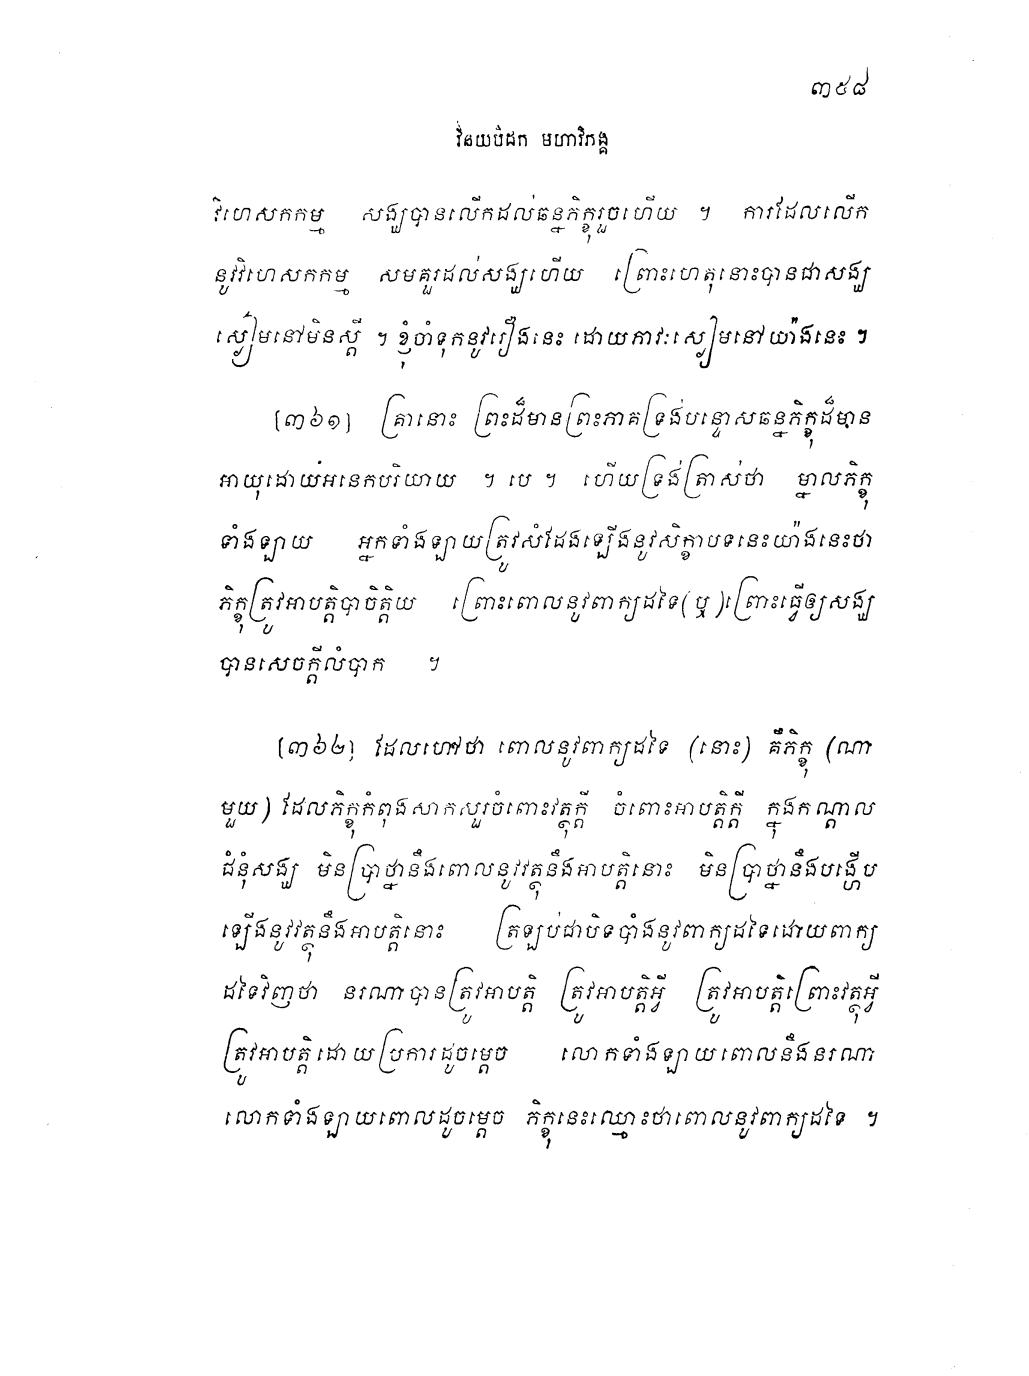 ៣៥៨
វិនយបិដក មហាវិភង្គ
វិហេសកកម្ម សង្ឃបានលើកដល់ឆន្នភិក្ខុរួចហើយ ។ ការដែលលើក
នូវវិហេសកកម្ម សមគួរដល់សង្ឃហើយ ព្រោះហេតុនោះបានជាសង្ឃ
ស្ងៀមនៅមិនស្តី ។ ខ្ញុំចាំទុកនូវរឿងនេះ ដោយភាវៈស្ងៀមនៅយ៉ាងនេះ ។
[៣៦១] គ្រានោះ ព្រះដ៏មានព្រះភាគទ្រង់បន្ទោសឆន្នភិក្ខុដ៏មាន
អាយុដោយអនេកបរិយាយ ។ បេ ។ ហើយទ្រង់ត្រាស់ថា ម្នាលភិក្ខុ
ទាំងឡាយ អ្នកទាំងឡាយត្រូវសំដែងឡើងនូវសិក្ខាបទនេះយ៉ាងនេះថា
ភិក្ខុត្រូវអាបត្តិបាចិត្តិយ ព្រោះពោលនូវពាក្យដទៃ(ឬ)ព្រោះធ្វើឲ្យសង្ឃ
បានសេចក្តីលំបាក ។
[៣៦២] ដែលហៅថា ពោលនូវពាក្យដទៃ (នោះ) គឺភិក្ខុ (ណា
មួយ) ដែលភិក្ខុកំពុងសាកសួរចំពោះវត្ថុក្តី ចំពោះអាបត្តិក្តី ក្នុងកណ្តាល
ជំនុំសង្ឃ មិនប្រាថ្នានឹងពោលនូវវត្ថុនឹងអាបត្តិនោះ មិនប្រាថ្នានឹងបង្ហើប
ឡើងនូវវត្ថុនឹងអាបត្តិនោះ ត្រឡប់ជាបិទបាំងនូវពាក្យដទៃដោយពាក្យ
ដទៃវិញថា នរណាបានត្រូវអាបត្តិ ត្រូវអាបត្តិអ្វី ត្រូវអាបត្តិព្រោះវត្ថុអ្វី
ត្រូវអាបត្តិដោយប្រការដូចម្តេច លោកទាំងឡាយពោលនឹងនរណា
លោកទាំងឡាយពោលដូចម្តេច ភិក្ខុនេះឈ្មោះថាពោលនូវពាក្យដទៃ ។